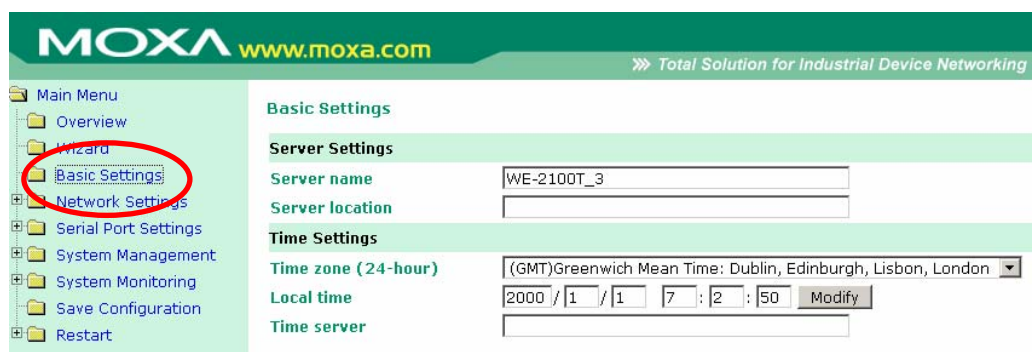 MOXA www.moxa.com
Total Solution for Industrial Device Networking
Main Menu
Overview
Wizard
Basic Settings
Network Settings
Serial Port Settings
System Management
System Monitoring
Save Configuration
Restart
Basic Settings
Server Settings
Server name WE-2100T_3
Server location
Time Settings
Time zone (24-hour) (GMT)Greenwich Mean Time: Dublin, Edinburgh, Lisbon, London
Local time 2000 / 1 / 1 7 : 2 : 50 Modify
Time server